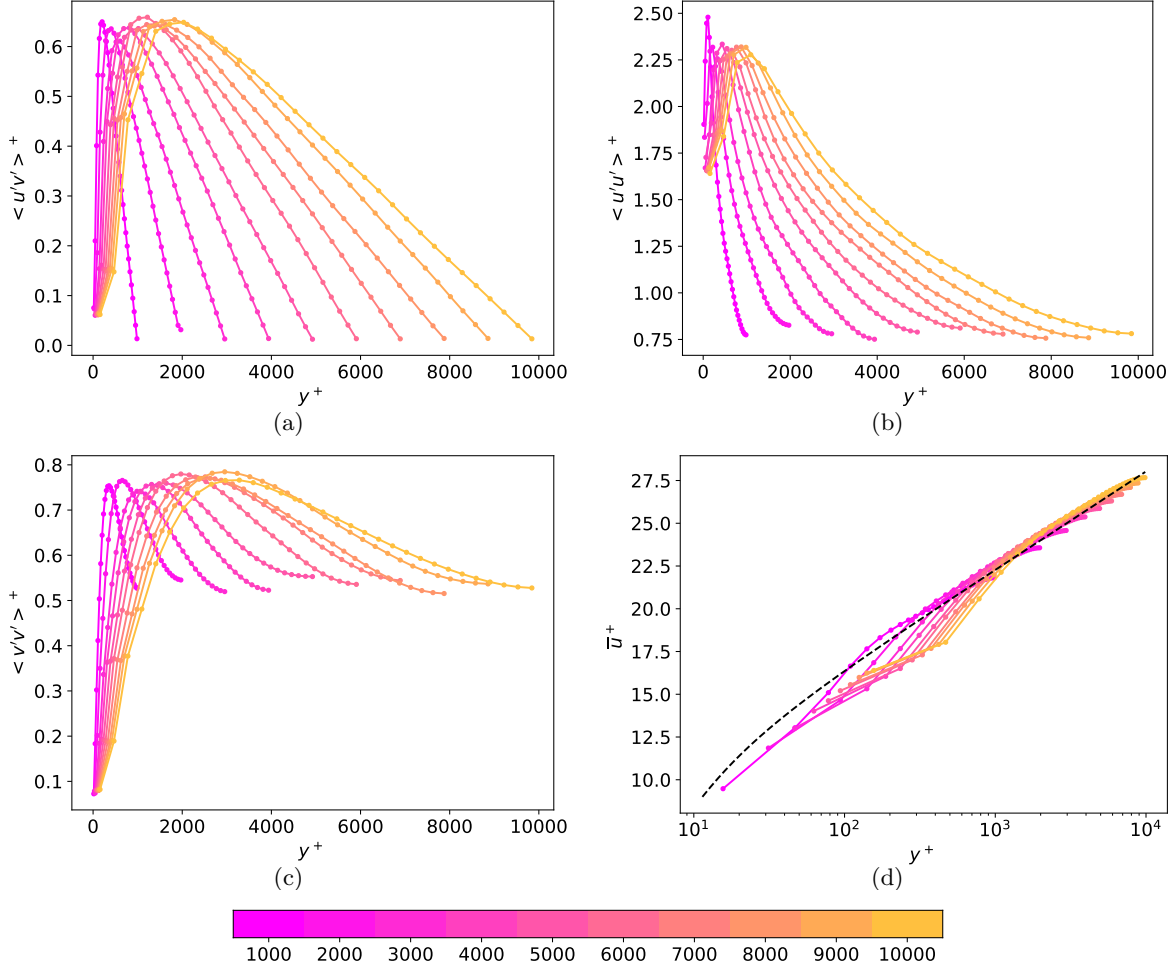 0.6
0.5
0.4
0.3
0.2
0.1
0.0
< u'v' > +
0 2000 4000 6000 8000 10000
y+
(a)
2.50
2.25
2.00
1.75
1.50
1.25
1.00
0.75
< u'u' > +
0 2000 4000 6000 8000 10000
y+
(b)
0.8
0.7
0.6
0.5
0.4
0.3
0.2
0.1
< v'v' > +
0 2000 4000 6000 8000 10000
y+
(c)
27.5
25.0
22.5
20.0
17.5
15.0
12.5
10.0
u̅+
10¹ 10² 10³ 10⁴
y+
(d)
1000 2000 3000 4000 5000 6000 7000 8000 9000 10000